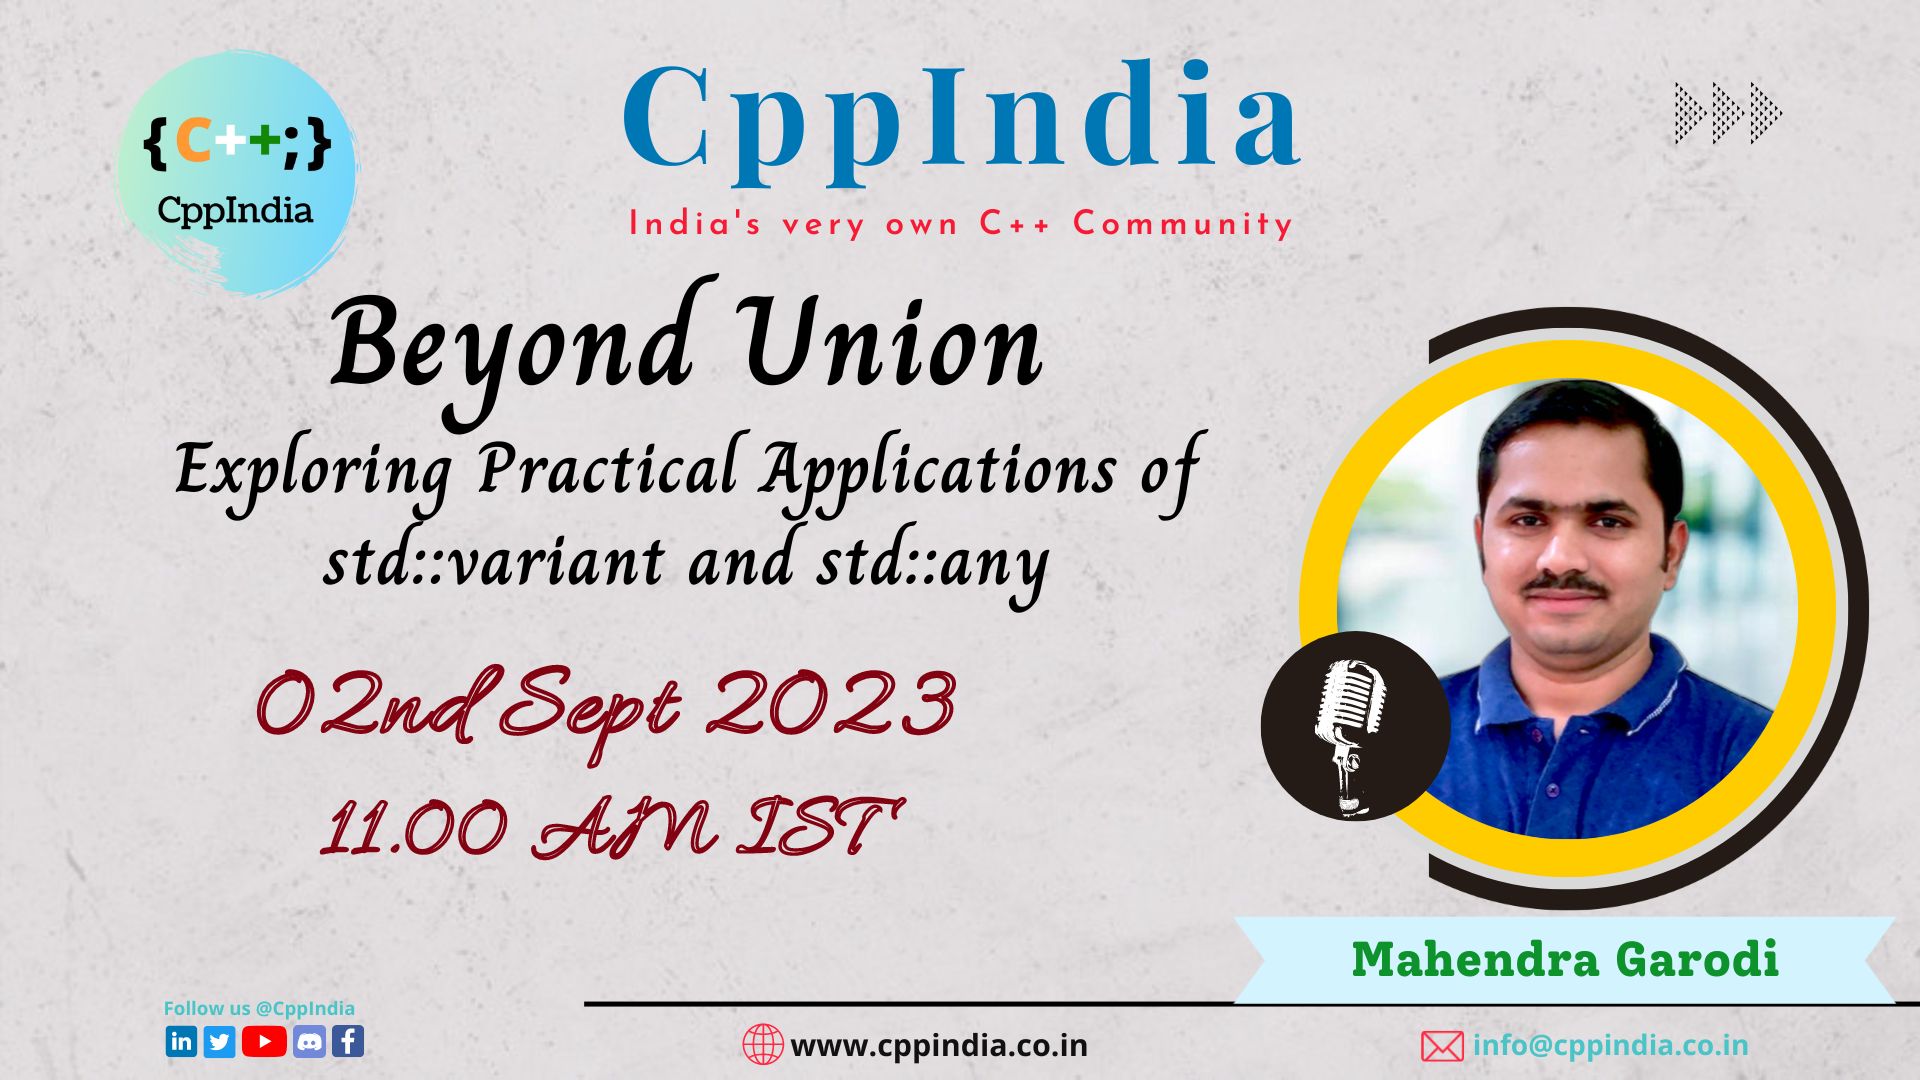 {C++;}
CppIndia
CppIndia
India's very own C++ Community
Beyond Union
Exploring Practical Applications of
std::variant and std::any
02nd Sept 2023
11.00 AM IST
Mahendra Garodi
Follow us @CppIndia
in
www.cppindia.co.in
info@cppindia.co.in